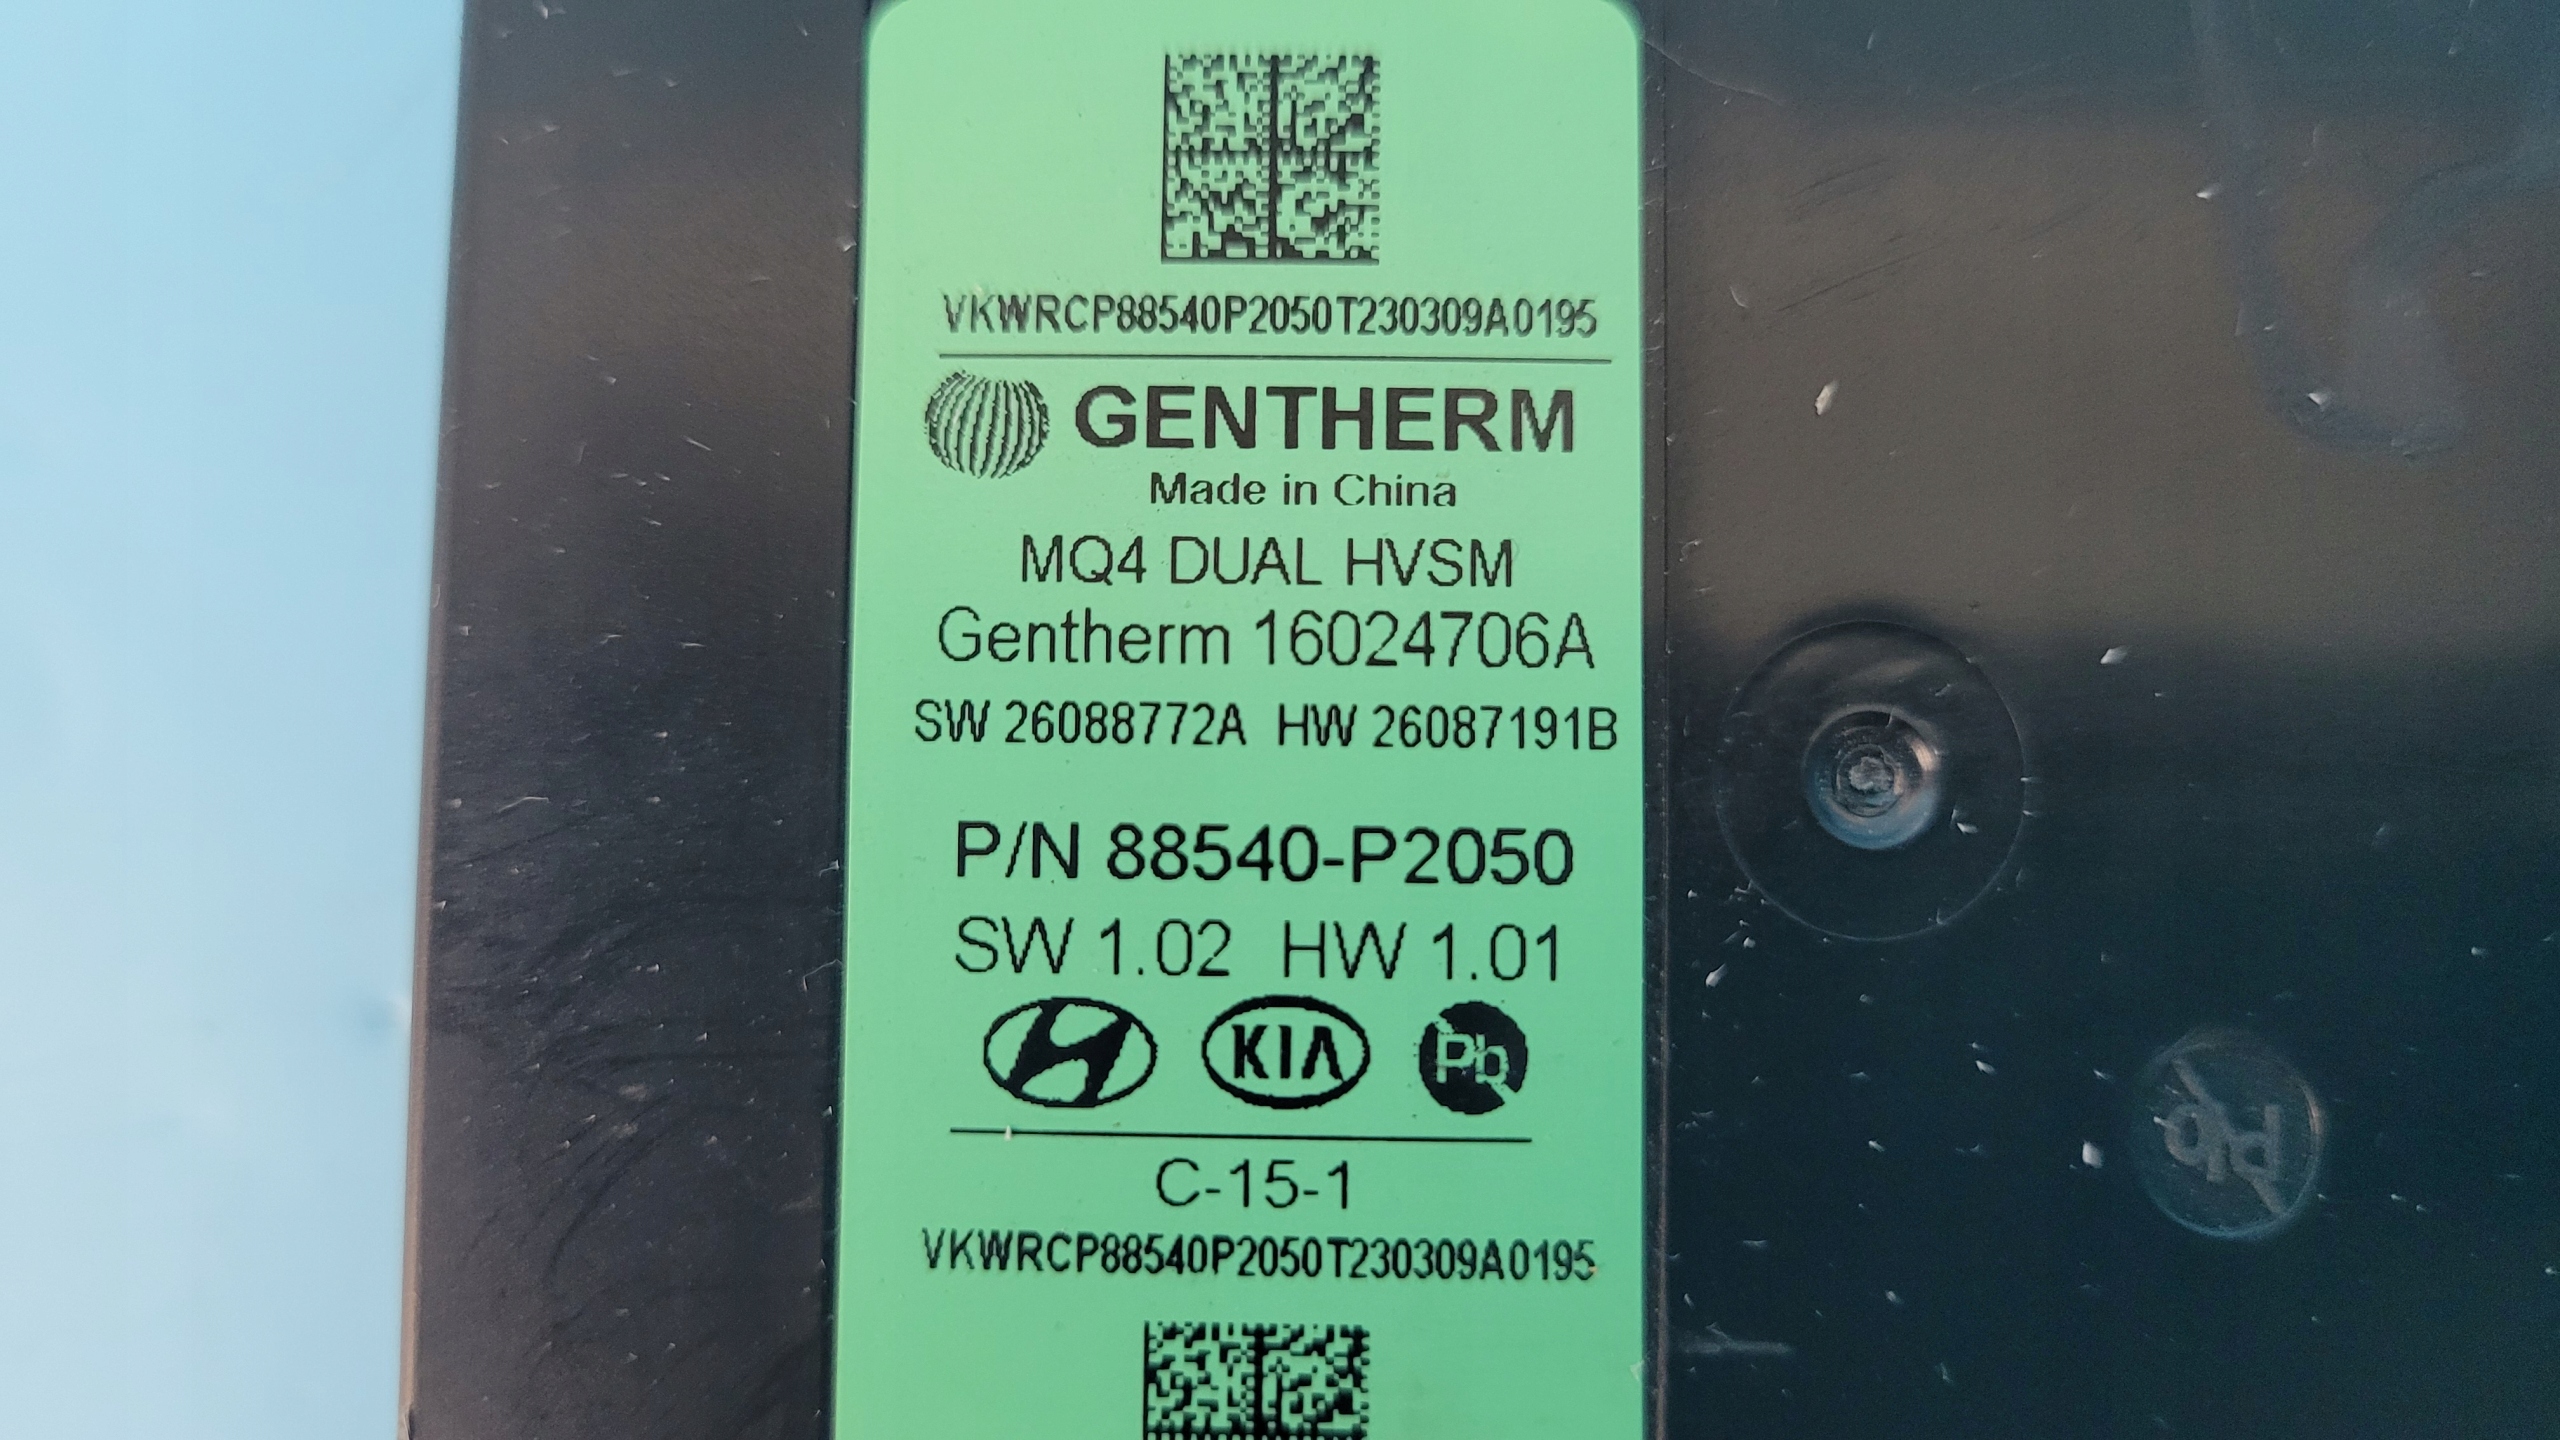 VKWRCP88540P2050T230309A0195
GENTHERM
Made in China
MQ4 DUAL HVSM
Gentherm 16024706A
SW 26088772A HW 26087191B
P/N 88540-P2050
SW 1.02 HW 1.01
KIA Pb
Pb
C-15-1
VKWRCP88540P2050T230309A0195